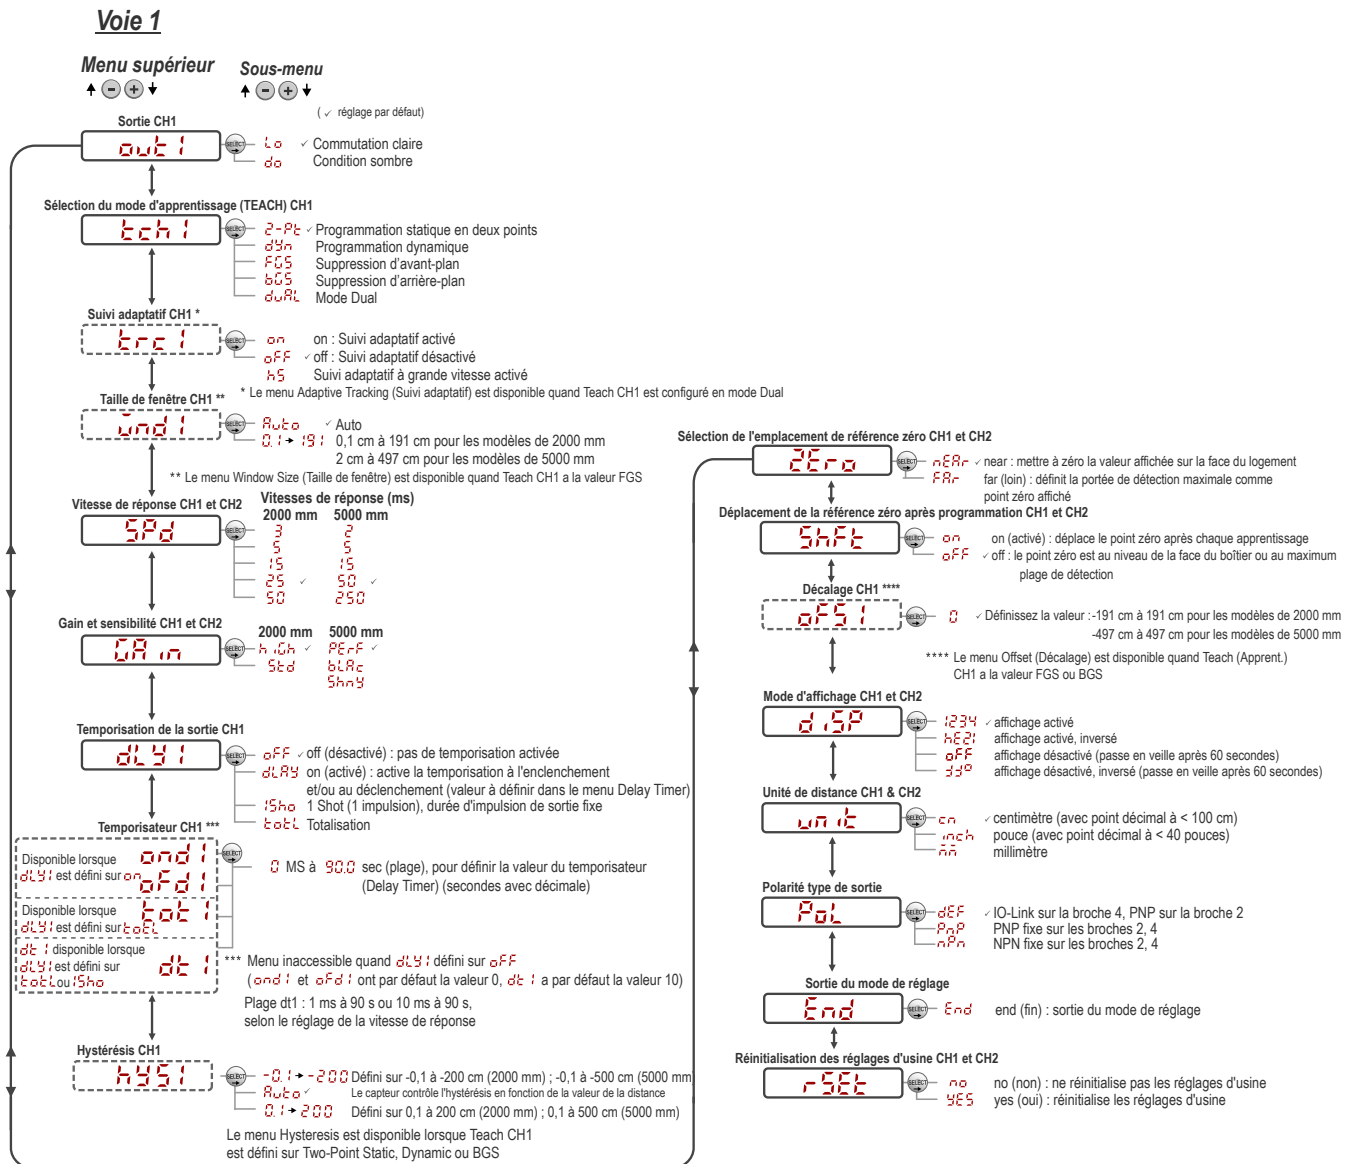 Voie 1
Menu supérieur
Sous-menu
( ✓ réglage par défaut)
Sortie CH1
out1
SELECT
Lo ✓ Commutation claire
do Condition sombre
Sélection du mode d'apprentissage (TEACH) CH1
tch1
SELECT
2-Pt ✓ Programmation statique en deux points
dYn Programmation dynamique
FGS Suppression d'avant-plan
bGS Suppression d'arrière-plan
duAL Mode Dual
Suivi adaptatif CH1 *
trc1
SELECT
on on : Suivi adaptatif activé
oFF ✓ off : Suivi adaptatif désactivé
hS Suivi adaptatif à grande vitesse activé
* Le menu Adaptive Tracking (Suivi adaptatif) est disponible quand Teach CH1 est configuré en mode Dual
Taille de fenêtre CH1 **
wnd1
SELECT
Auto ✓ Auto
0.1 → 191 0,1 cm à 191 cm pour les modèles de 2000 mm
2 cm à 497 cm pour les modèles de 5000 mm
** Le menu Window Size (Taille de fenêtre) est disponible quand Teach CH1 a la valeur FGS
Vitesse de réponse CH1 et CH2
SPd
SELECT
Vitesses de réponse (ms)
2000 mm 5000 mm
3 2
5 5
15 15
25 ✓ 50 ✓
50 250
Gain et sensibilité CH1 et CH2
GAin
SELECT
2000 mm 5000 mm
hiGh ✓ PErF ✓
Std bLAc
ShnY
Temporisation de la sortie CH1
dLY1
SELECT
oFF ✓ off (désactivé) : pas de temporisation activée
dLAY on (activé) : active la temporisation à l'enclenchement
et/ou au déclenchement (valeur à définir dans le menu Delay Timer)
1Sho 1 Shot (1 impulsion), durée d'impulsion de sortie fixe
totL Totalisation
Temporisateur CH1 ***
Disponible lorsque
dLY1 est défini sur on
ond1
oFd1
SELECT
0 MS à 90.0 sec (plage), pour définir la valeur du temporisateur
(Delay Timer) (secondes avec décimale)
Disponible lorsque
dLY1 est défini sur totL
tot1
dt1 disponible lorsque
dLY1 est défini sur
totL ou 1Sho
dt1
*** Menu inaccessible quand dLY1 défini sur oFF
(ond1 et oFd1 ont par défaut la valeur 0, dt1 a par défaut la valeur 10)
Plage dt1 : 1 ms à 90 s ou 10 ms à 90 s,
selon le réglage de la vitesse de réponse
Hystérésis CH1
hYS1
SELECT
-0.1 → -200 Défini sur -0,1 à -200 cm (2000 mm) ; -0,1 à -500 cm (5000 mm
Auto ✓ Le capteur contrôle l'hystérésis en fonction de la valeur de la distance
0.1 → 200 Défini sur 0,1 à 200 cm (2000 mm) ; 0,1 à 500 cm (5000 mm)
Le menu Hysteresis est disponible lorsque Teach CH1
est défini sur Two-Point Static, Dynamic ou BGS
Sélection de l'emplacement de référence zéro CH1 et CH2
ZEro
SELECT
nEAr ✓ near : mettre à zéro la valeur affichée sur la face du logement
FAr far (loin) : définit la portée de détection maximale comme
point zéro affiché
Déplacement de la référence zéro après programmation CH1 et CH2
ShFt
SELECT
on on (activé) : déplace le point zéro après chaque apprentissage
oFF ✓ off : le point zéro est au niveau de la face du boîtier ou au maximum
plage de détection
Décalage CH1 ****
oFS1
SELECT
0 ✓ Définissez la valeur :-191 cm à 191 cm pour les modèles de 2000 mm
-497 cm à 497 cm pour les modèles de 5000 mm
**** Le menu Offset (Décalage) est disponible quand Teach (Apprent.)
CH1 a la valeur FGS ou BGS
Mode d'affichage CH1 et CH2
diSP
SELECT
1234 ✓ affichage activé
hEZI affichage activé, inversé
oFF affichage désactivé (passe en veille après 60 secondes)
affichage désactivé, inversé (passe en veille après 60 secondes)
Unité de distance CH1 & CH2
unit
SELECT
cn ✓ centimètre (avec point décimal à < 100 cm)
inch pouce (avec point décimal à < 40 pouces)
millimètre
Polarité type de sortie
PoL
SELECT
dEF ✓ IO-Link sur la broche 4, PNP sur la broche 2
PnP PNP fixe sur les broches 2, 4
nPn NPN fixe sur les broches 2, 4
Sortie du mode de réglage
End
SELECT
End end (fin) : sortie du mode de réglage
Réinitialisation des réglages d'usine CH1 et CH2
rSEt
SELECT
no no (non) : ne réinitialise pas les réglages d'usine
YES yes (oui) : réinitialise les réglages d'usine